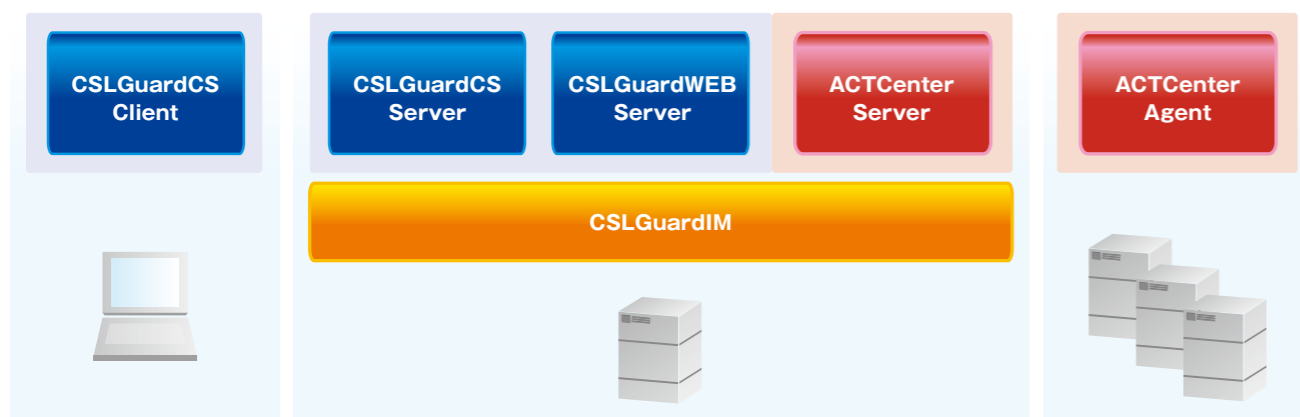 CSLGuardCS
Client
CSLGuardCS
Server
CSLGuardWEB
Server
ACTCenter
Server
ACTCenter
Agent
CSLGuardIM